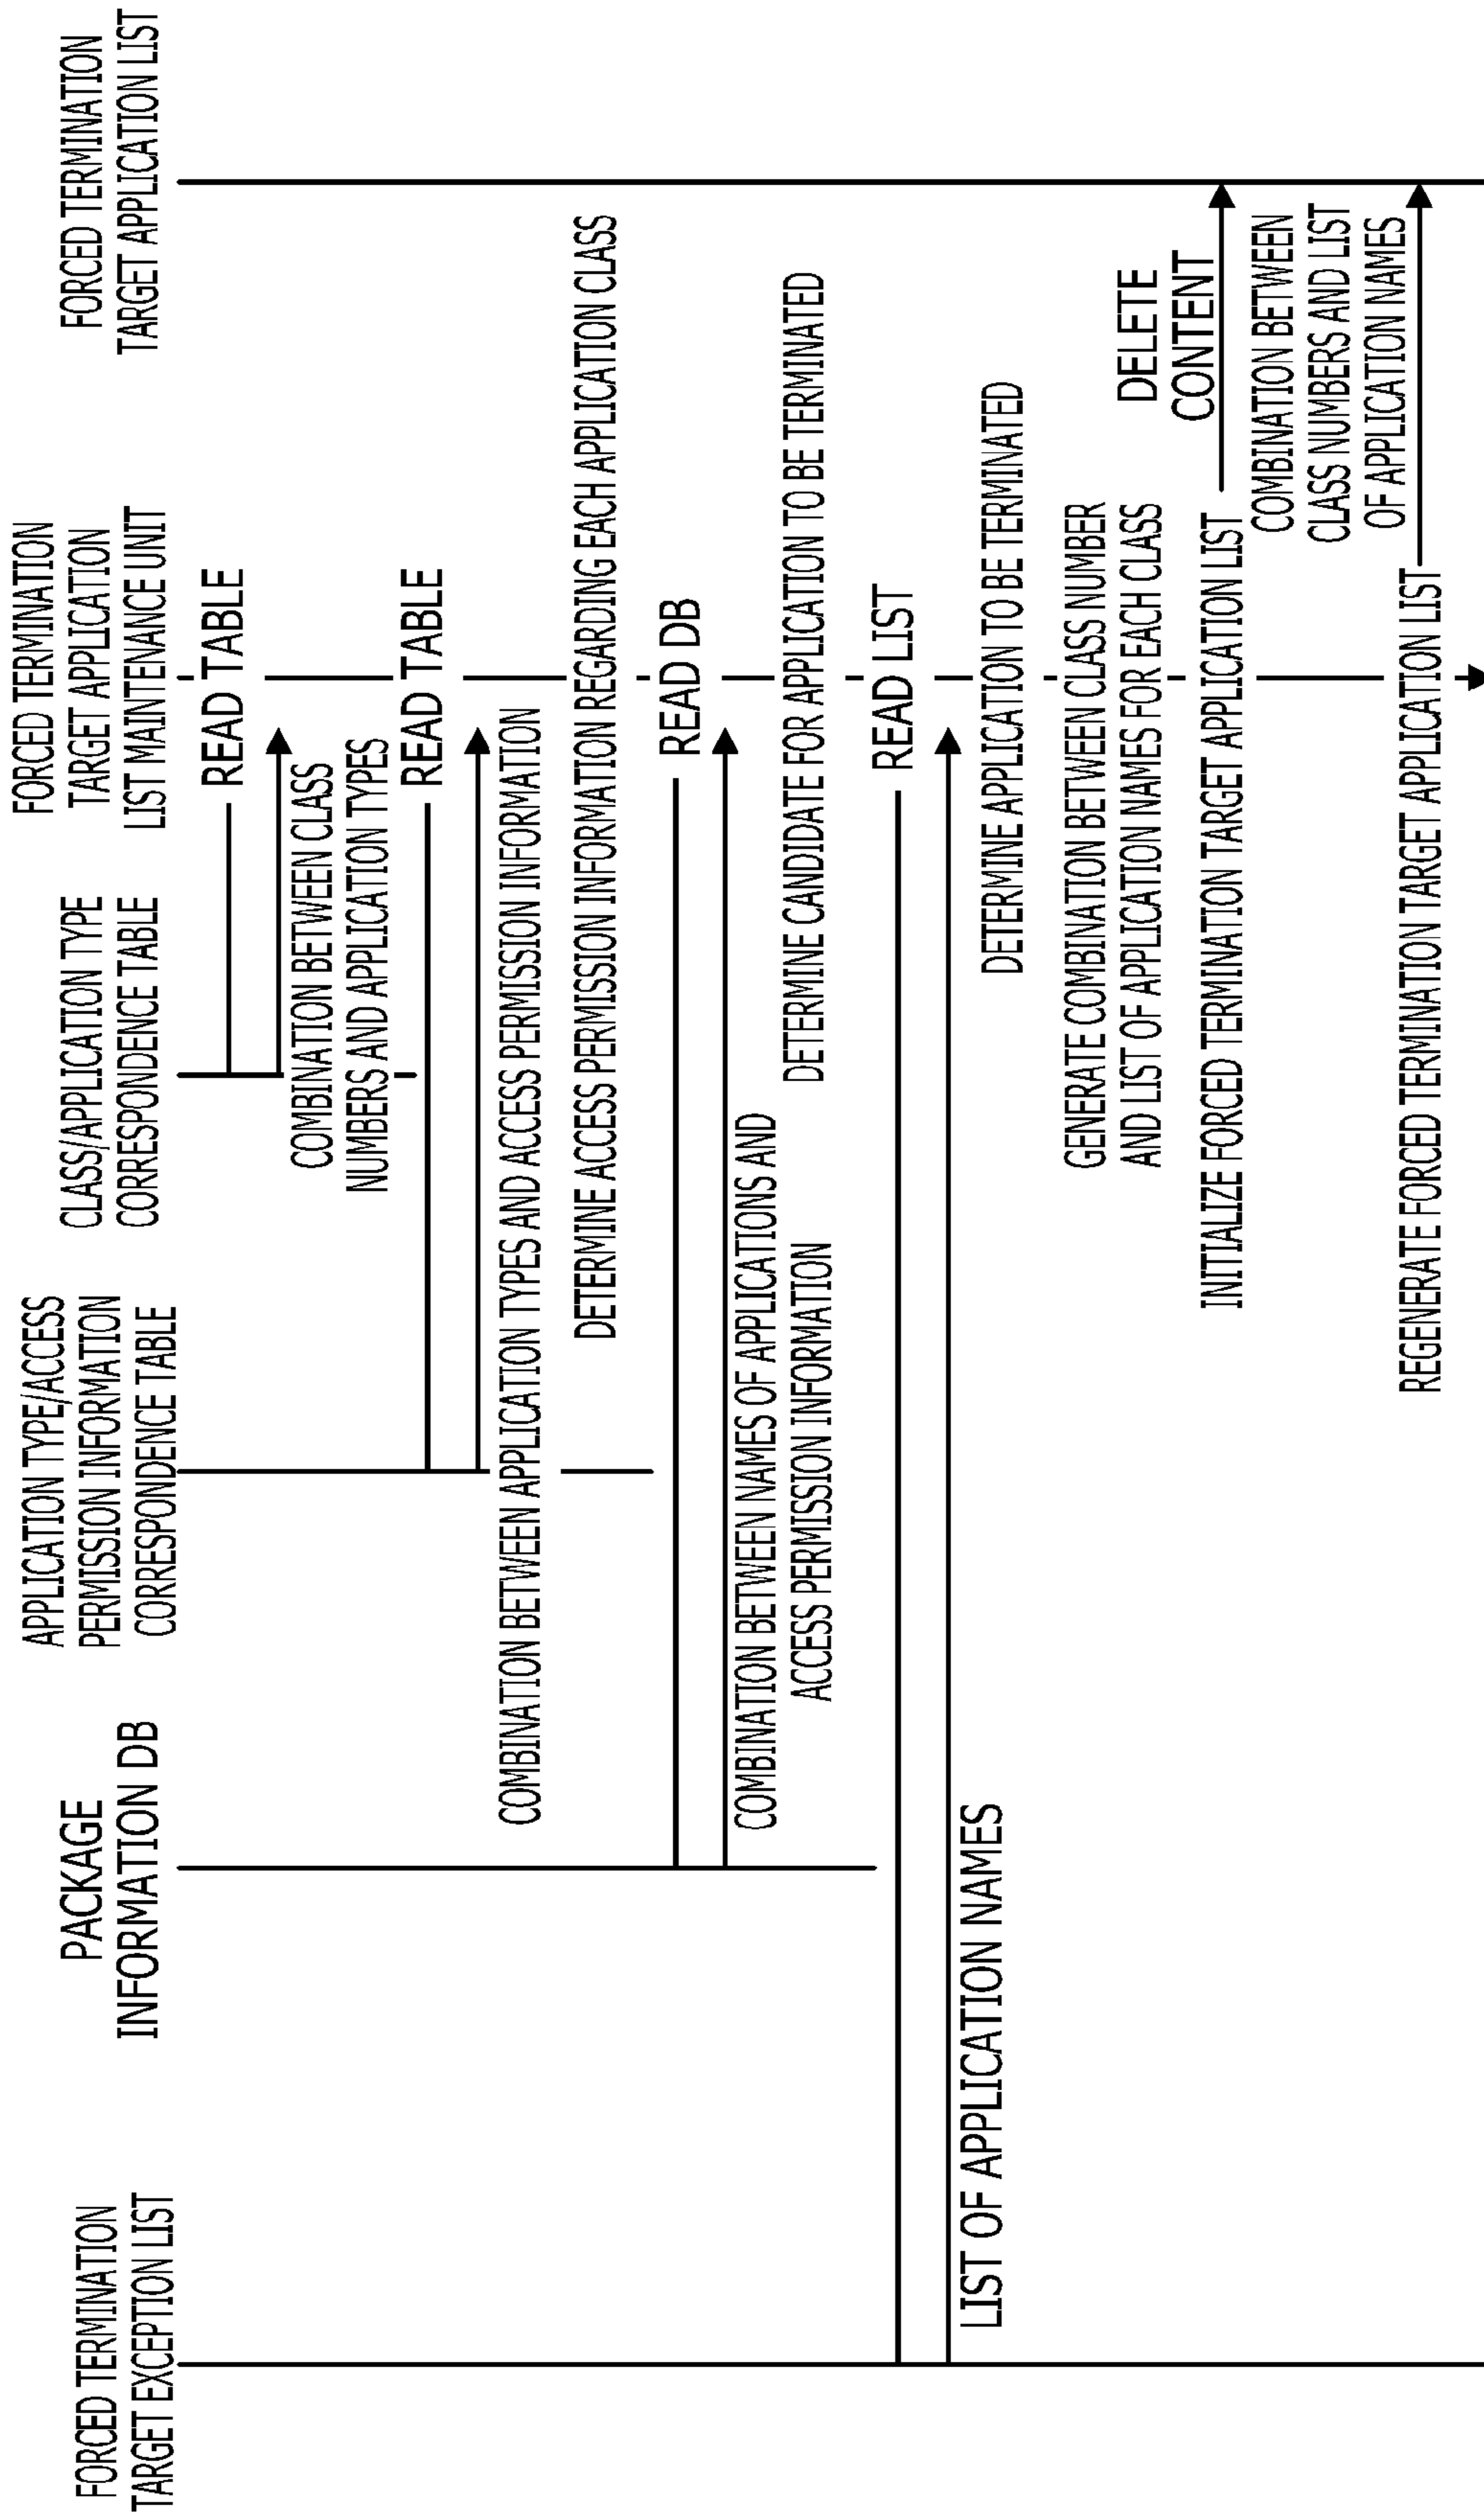 FORCED TERMINATION
TARGET EXCEPTION LIST
PACKAGE
INFORMATION DB
APPLICATION TYPE/ACCESS
PERMISSION INFORMATION
CORRESPONDENCE TABLE
CLASS/APPLICATION TYPE
CORRESPONDENCE TABLE
FORCED TERMINATION
TARGET APPLICATION
LIST MAINTENANCE UNIT
FORCED TERMINATION
TARGET APPLICATION LIST
READ TABLE
COMBINATION BETWEEN CLASS
NUMBERS AND APPLICATION TYPES
READ TABLE
COMBINATION BETWEEN APPLICATION TYPES AND ACCESS PERMISSION INFORMATION
DETERMINE ACCESS PERMISSION INFORMATION REGARDING EACH APPLICATION CLASS
READ DB
COMBINATION BETWEEN NAMES OF APPLICATIONS AND
ACCESS PERMISSION INFORMATION
DETERMINE CANDIDATE FOR APPLICATION TO BE TERMINATED
READ LIST
LIST OF APPLICATION NAMES
DETERMINE APPLICATION TO BE TERMINATED
GENERATE COMBINATION BETWEEN CLASS NUMBER
AND LIST OF APPLICATION NAMES FOR EACH CLASS
DELETE
CONTENT
INITIALIZE FORCED TERMINATION TARGET APPLICATION LIST
COMBINATION BETWEEN
CLASS NUMBERS AND LIST
OF APPLICATION NAMES
REGENERATE FORCED TERMINATION TARGET APPLICATION LIST